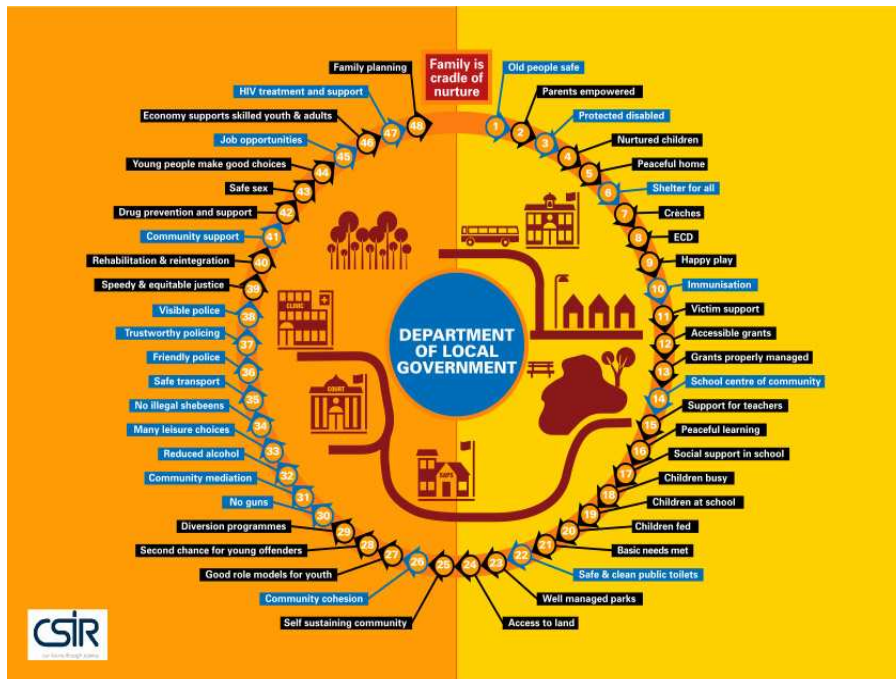 Family is
cradle of
nurture
1
Old people safe
2
Parents empowered
3
Protected disabled
4
Nurtured children
5
Peaceful home
6
Shelter for all
7
Crèches
8
ECD
9
Happy play
10
Immunisation
11
Victim support
12
Accessible grants
13
Grants properly managed
14
School centre of community
15
Support for teachers
16
Peaceful learning
17
Social support in school
18
Children busy
19
Children at school
20
Children fed
21
Basic needs met
22
Safe & clean public toilets
23
Well managed parks
24
Access to land
25
Self sustaining community
26
Community cohesion
27
Good role models for youth
28
Second chance for young offenders
29
Diversion programmes
30
No guns
31
Community mediation
32
Reduced alcohol
33
Many leisure choices
34
No illegal shebeens
35
Safe transport
36
Friendly police
37
Trustworthy policing
38
Visible police
39
Speedy & equitable justice
40
Rehabilitation & reintegration
41
Community support
42
Drug prevention and support
43
Safe sex
44
Young people make good choices
45
Job opportunities
46
Economy supports skilled youth & adults
47
HIV treatment and support
48
Family planning
DEPARTMENT
OF LOCAL
GOVERNMENT
CLINIC
COURT
SAPS
CSIR
our future through science